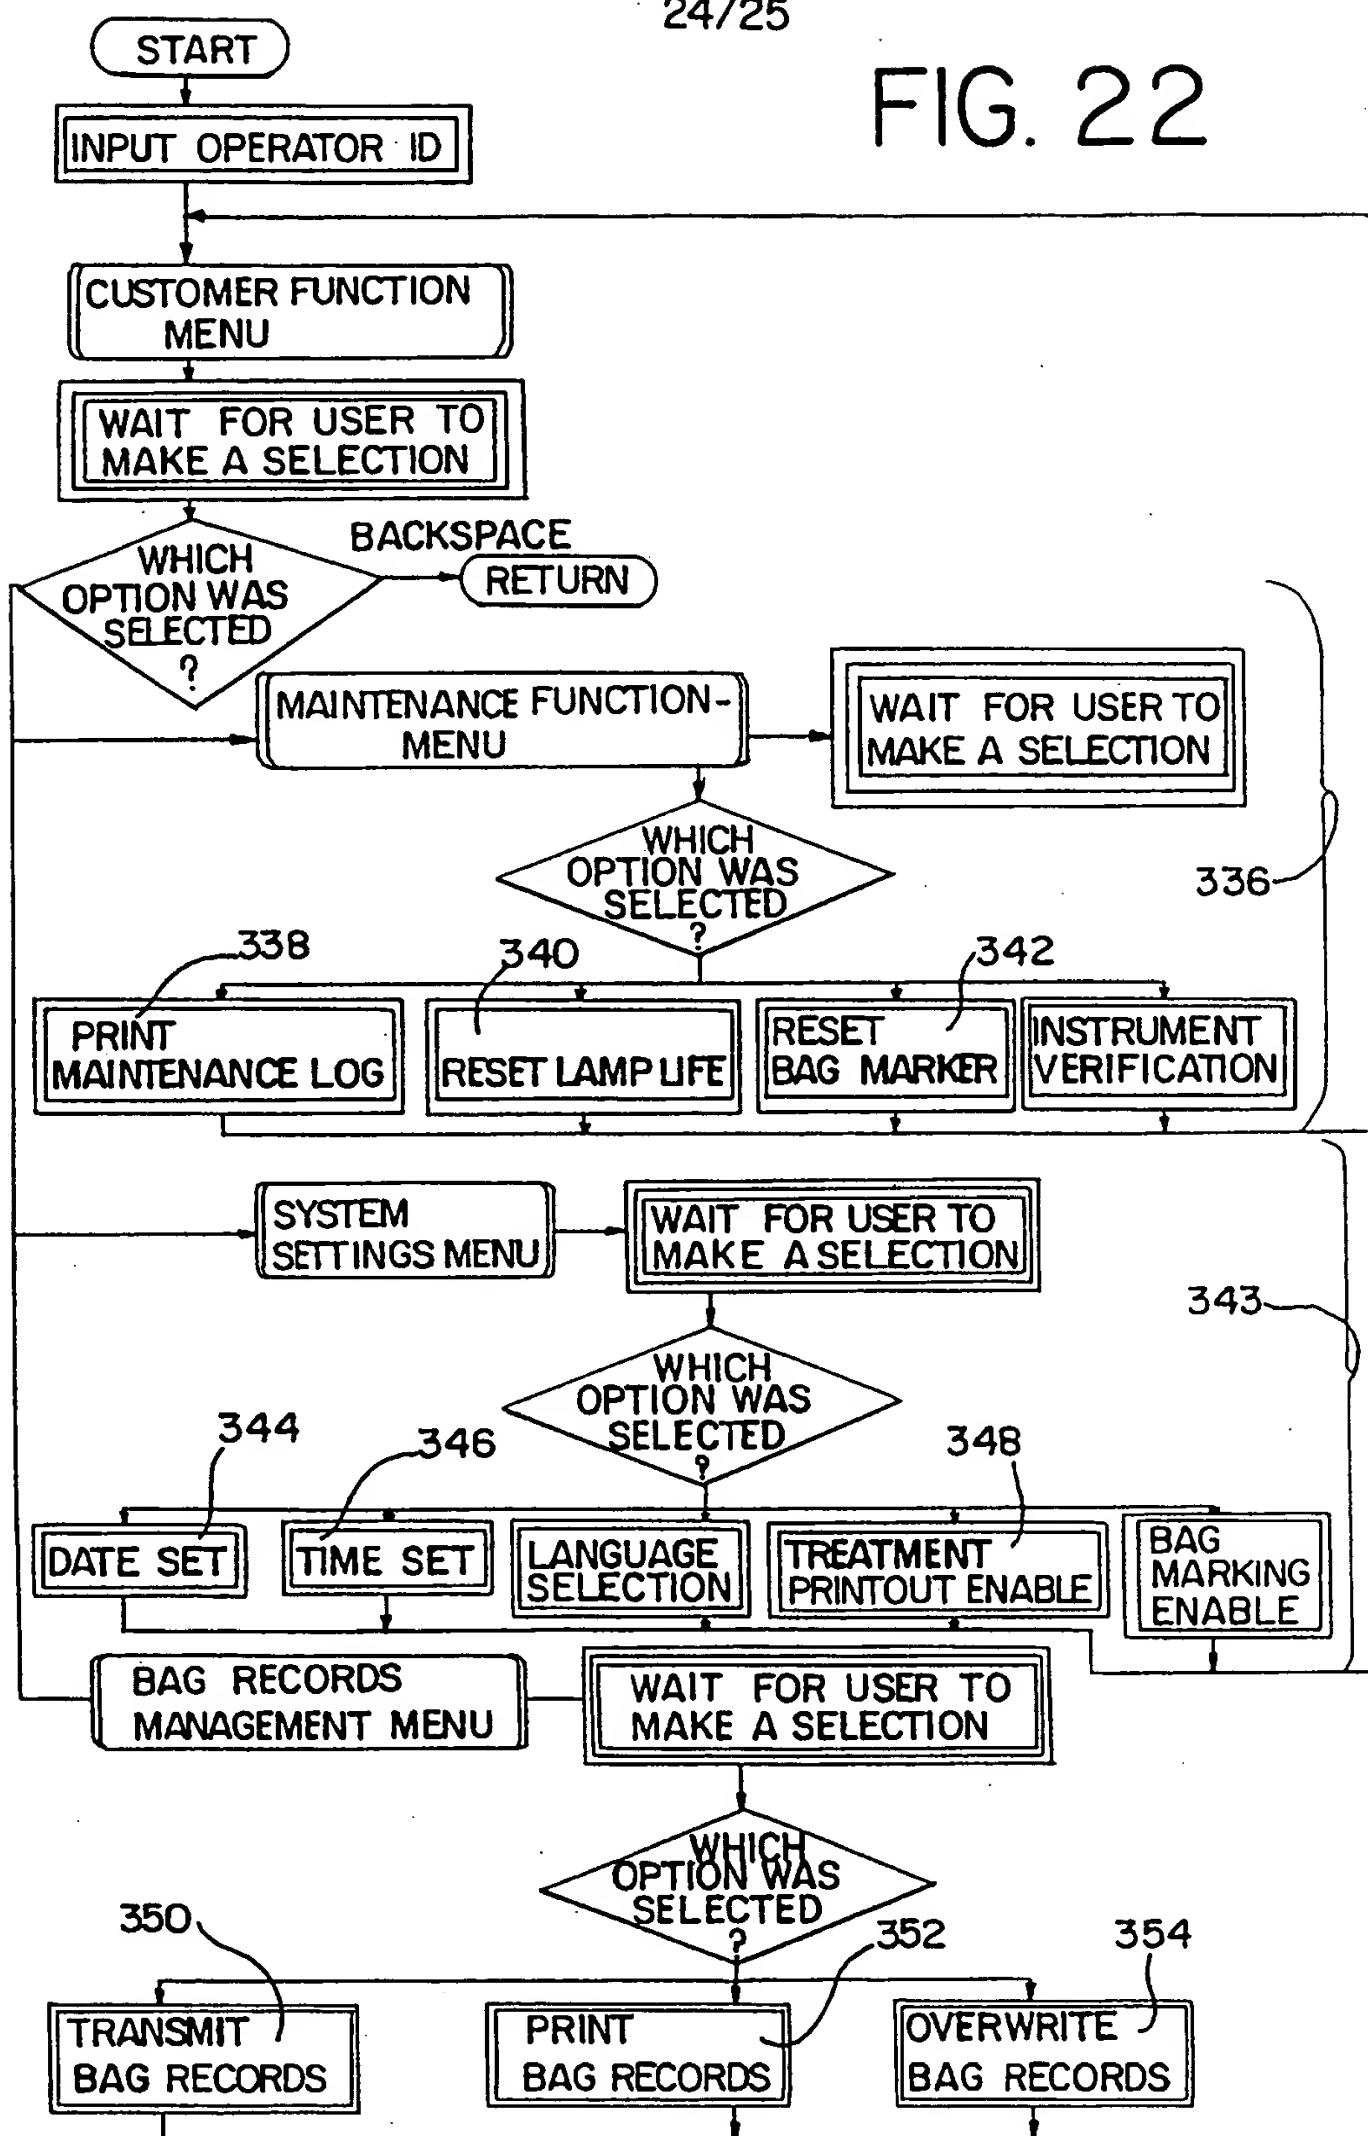 24/25
FIG. 22
START
INPUT OPERATOR ID
CUSTOMER FUNCTION
MENU
WAIT FOR USER TO
MAKE A SELECTION
WHICH
OPTION WAS
SELECTED
?
BACKSPACE
RETURN
MAINTENANCE FUNCTION-
MENU
WAIT FOR USER TO
MAKE A SELECTION
WHICH
OPTION WAS
SELECTED
?
336
338
340
342
PRINT
MAINTENANCE LOG
RESET LAMP LIFE
RESET
BAG MARKER
INSTRUMENT
VERIFICATION
SYSTEM
SETTINGS MENU
WAIT FOR USER TO
MAKE A SELECTION
343
WHICH
OPTION WAS
SELECTED
?
344
346
348
DATE SET
TIME SET
LANGUAGE
SELECTION
TREATMENT
PRINTOUT ENABLE
BAG
MARKING
ENABLE
BAG RECORDS
MANAGEMENT MENU
WAIT FOR USER TO
MAKE A SELECTION
WHICH
OPTION WAS
SELECTED
?
350
352
354
TRANSMIT
BAG RECORDS
PRINT
BAG RECORDS
OVERWRITE
BAG RECORDS